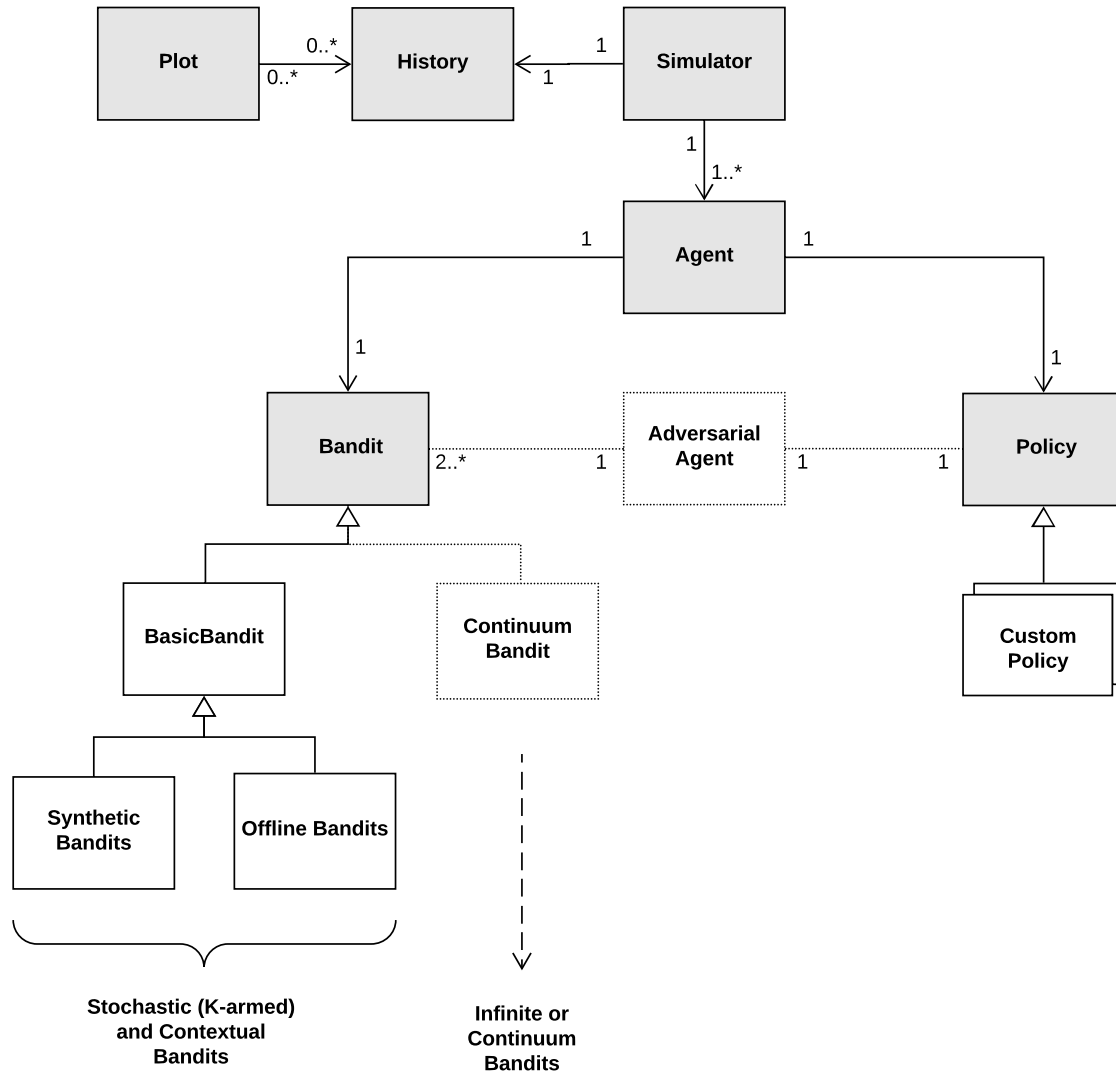 Plot
0..*
0..*
History
1
1
Simulator
1
1..*
Agent
1
1
1
1
Bandit
2..*
1
Adversarial
Agent
1
1
Policy
BasicBandit
Continuum
Bandit
Custom
Policy
Synthetic
Bandits
Offline Bandits
Stochastic (K-armed)
and Contextual
Bandits
Infinite or
Continuum
Bandits